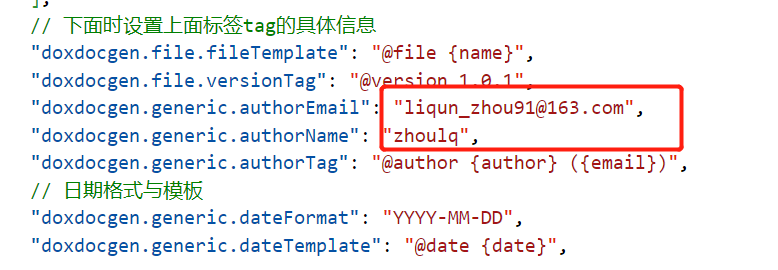 ],
// 下面时设置上面标签tag的具体信息
"doxdocgen.file.fileTemplate": "@file {name}",
"doxdocgen.file.versionTag": "@version 1.0.1",
"doxdocgen.generic.authorEmail": "liqun_zhou91@163.com",
"doxdocgen.generic.authorName": "zhoulq",
"doxdocgen.generic.authorTag": "@author {author} ({email})",
// 日期格式与模板
"doxdocgen.generic.dateFormat": "YYYY-MM-DD",
"doxdocgen.generic.dateTemplate": "@date {date}",